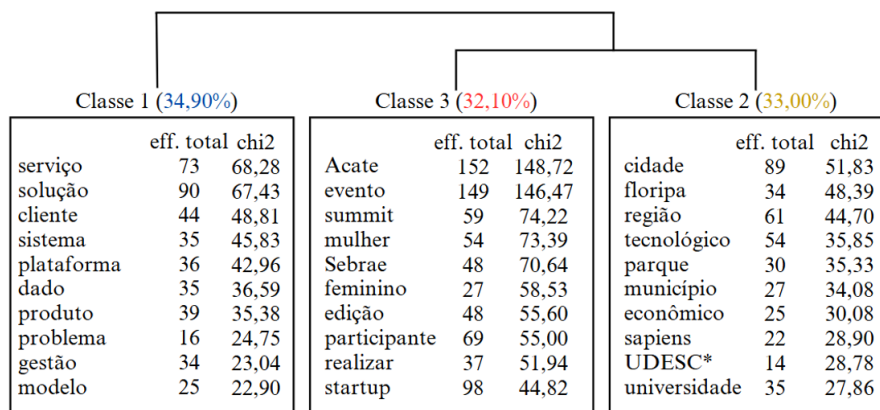 Classe 1 (34,90%)
eff. total chi2
serviço 73 68,28
solução 90 67,43
cliente 44 48,81
sistema 35 45,83
plataforma 36 42,96
dado 35 36,59
produto 39 35,38
problema 16 24,75
gestão 34 23,04
modelo 25 22,90
Classe 3 (32,10%)
eff. total chi2
Acate 152 148,72
evento 149 146,47
summit 59 74,22
mulher 54 73,39
Sebrae 48 70,64
feminino 27 58,53
edição 48 55,60
participante 69 55,00
realizar 37 51,94
startup 98 44,82
Classe 2 (33,00%)
eff. total chi2
cidade 89 51,83
floripa 34 48,39
região 61 44,70
tecnológico 54 35,85
parque 30 35,33
município 27 34,08
econômico 25 30,08
sapiens 22 28,90
UDESC* 14 28,78
universidade 35 27,86